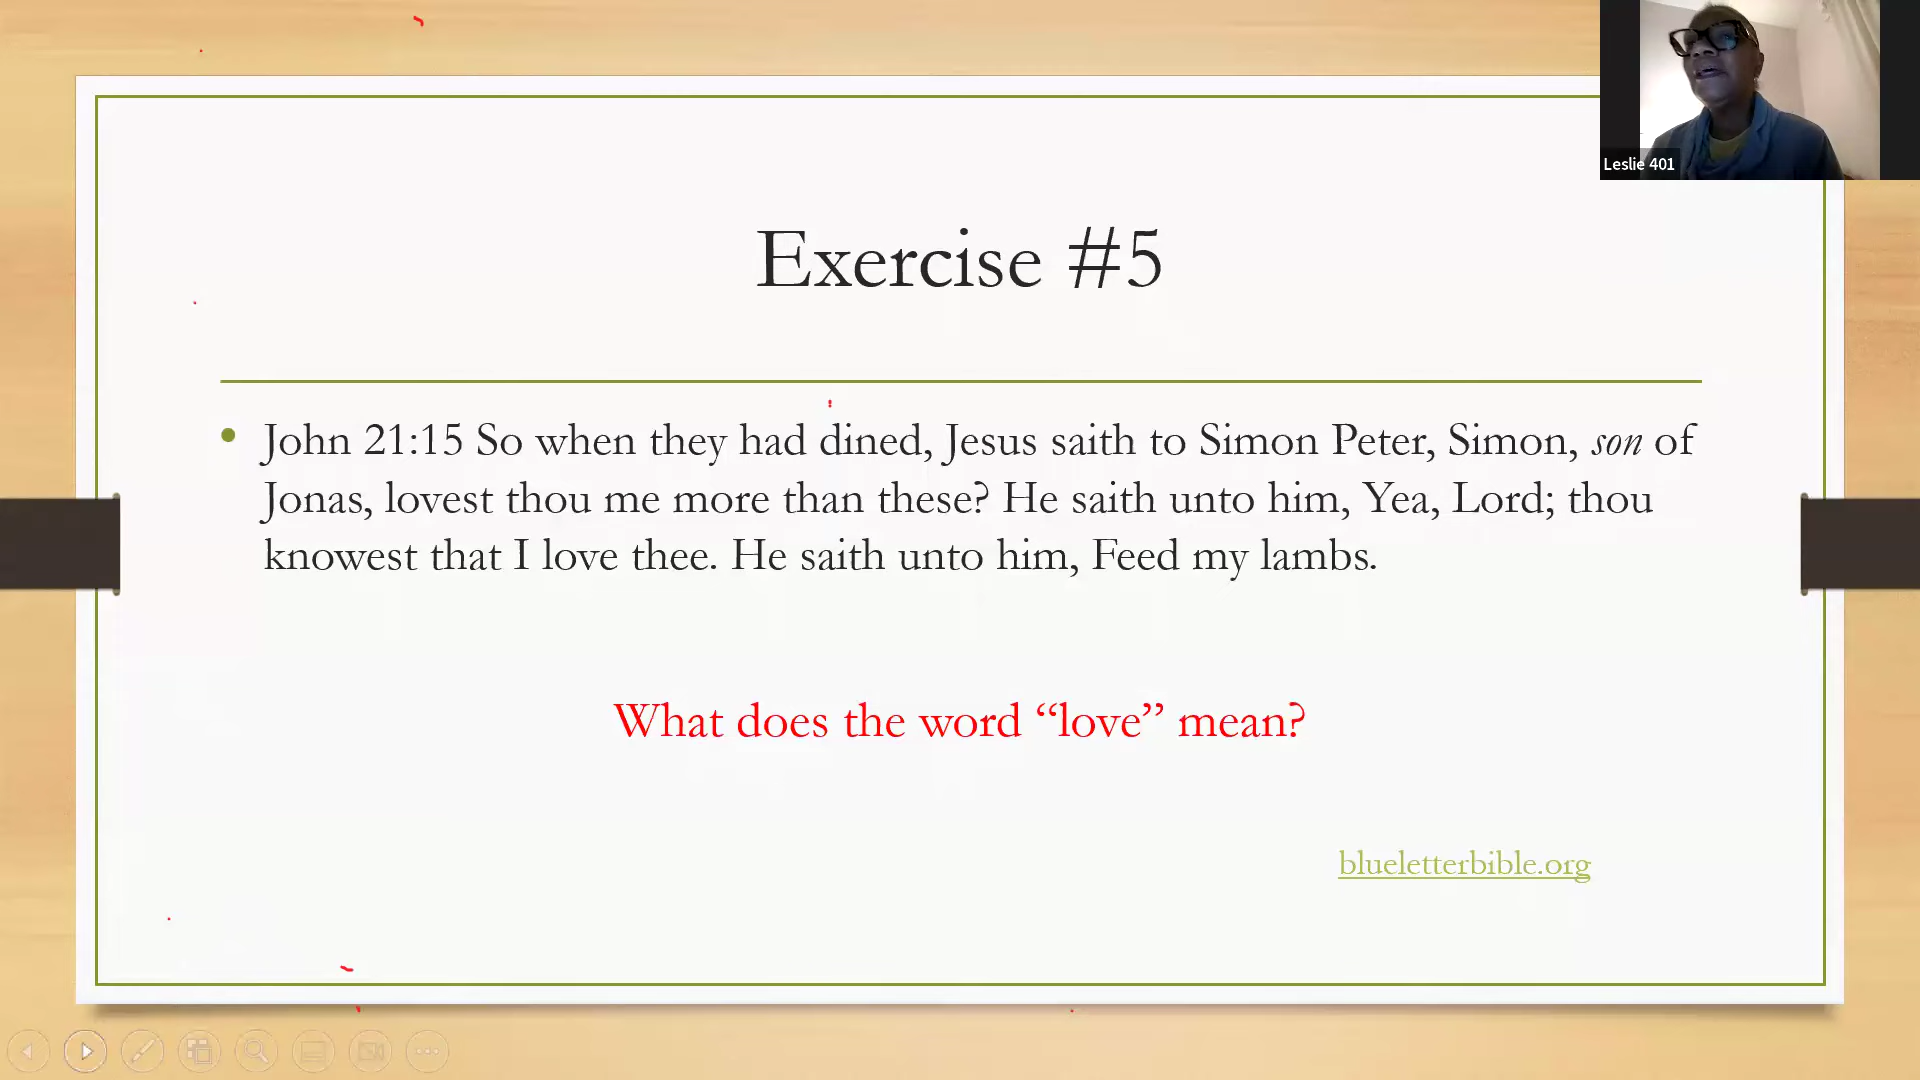 Leslie 401
Exercise #5
John 21:15 So when they had dined, Jesus saith to Simon Peter, Simon, son of
Jonas, lovest thou me more than these? He saith unto him, Yea, Lord; thou
knowest that I love thee. He saith unto him, Feed my lambs.
What does the word “love” mean?
blueletterbible.org